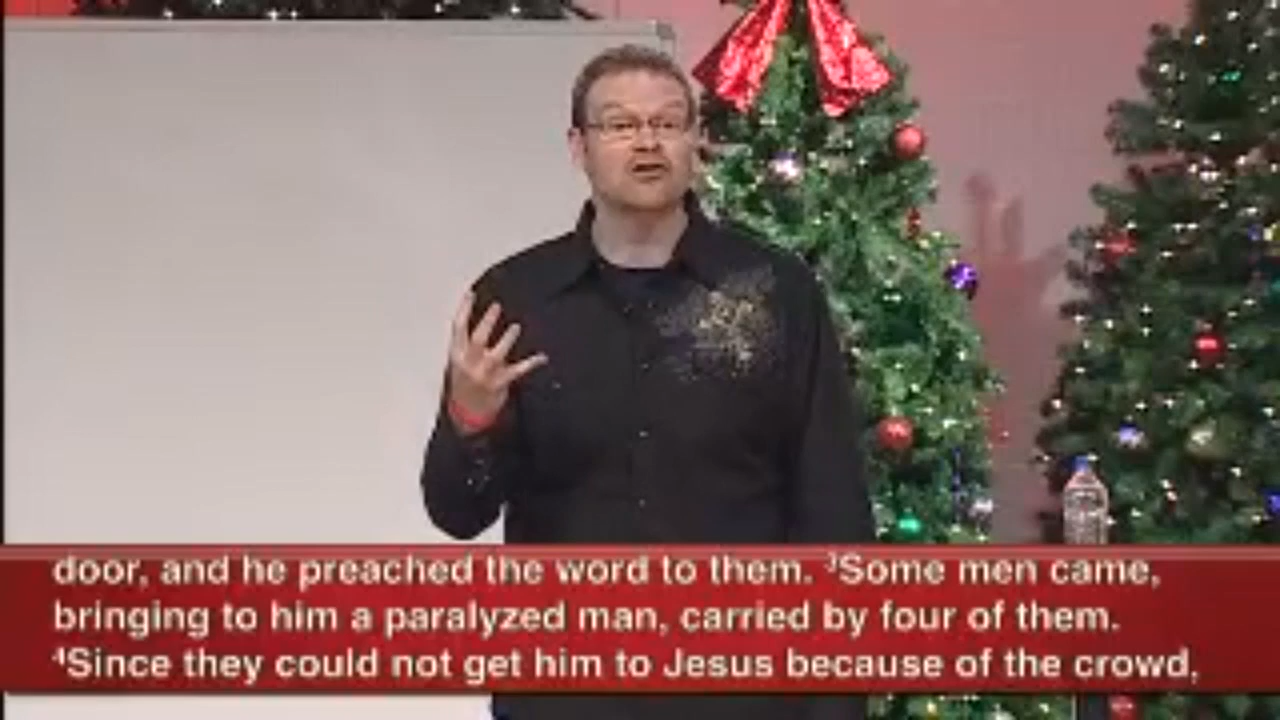 door, and he preached the word to them. ³Some men came,
bringing to him a paralyzed man, carried by four of them.
⁴Since they could not get him to Jesus because of the crowd,